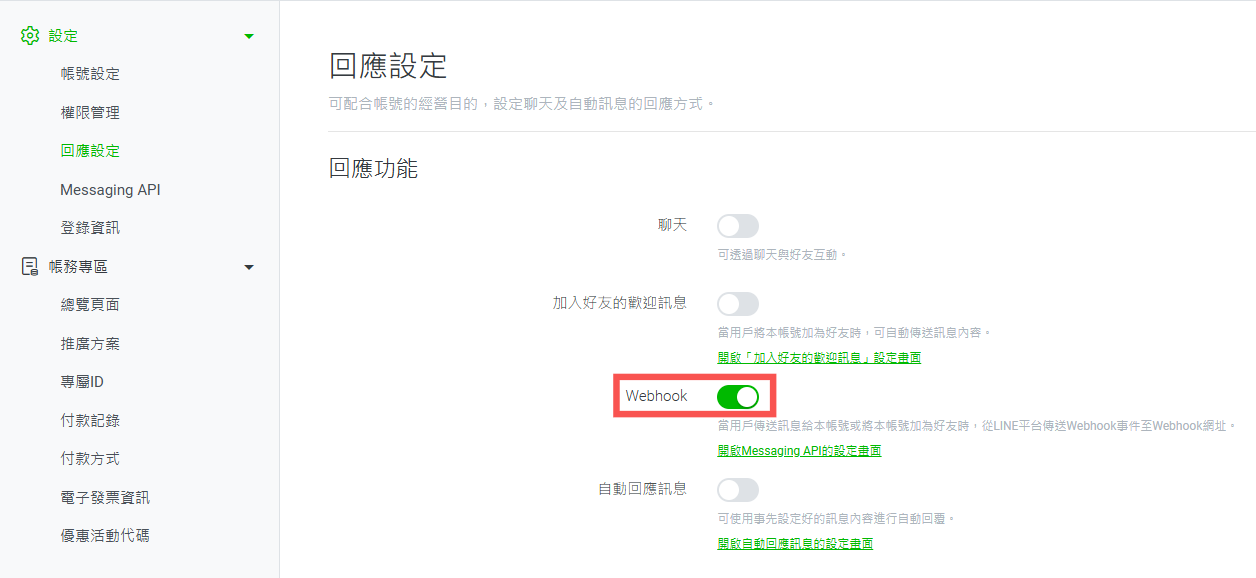 設定
帳號設定
權限管理
回應設定
Messaging API
登錄資訊
帳務專區
總覽頁面
推廣方案
專屬ID
付款記錄
付款方式
電子發票資訊
優惠活動代碼
回應設定
可配合帳號的經營目的，設定聊天及自動訊息的回應方式。
回應功能
聊天
可透過聊天與好友互動。
加入好友的歡迎訊息
當用戶將本帳號加為好友時，可自動傳送訊息內容。
開啟「加入好友的歡迎訊息」設定畫面
Webhook
當用戶傳送訊息給本帳號或將本帳號加為好友時，從LINE平台傳送Webhook事件至Webhook網址。
開啟Messaging API的設定畫面
自動回應訊息
可使用事先設定好的訊息內容進行自動回覆。
開啟自動回應訊息的設定畫面